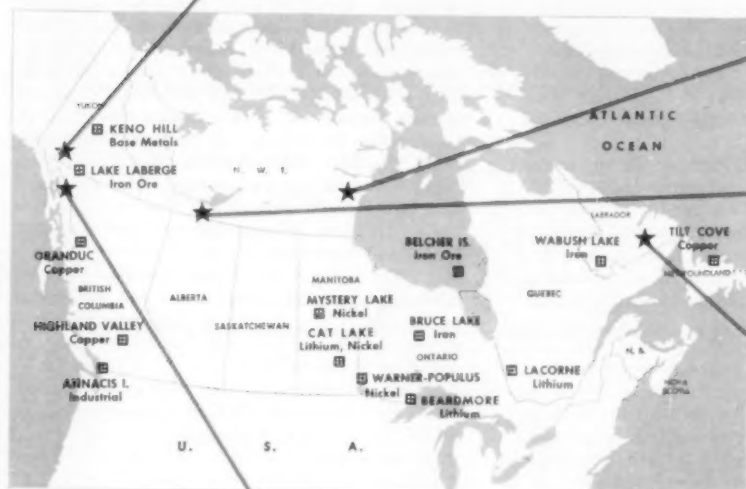 ATLANTIC
OCEAN
YUKON
KENO HILL
Base Metals
LAKE LABERGE
Iron Ore
N. W. T.
LABRADOR
TILT COVE
Copper
NEWFOUNDLAND
BELCHER IS.
Iron Ore
WABUSH LAKE
Iron
GRANDUC
Copper
BRITISH
COLUMBIA
ALBERTA
SASKATCHEWAN
MANITOBA
MYSTERY LAKE
Nickel
QUEBEC
CAT LAKE
Lithium, Nickel
BRUCE LAKE
Iron
ONTARIO
HIGHLAND VALLEY
Copper
ANNACIS I.
Industrial
WARNER-POPULUS
Nickel
BEARDMORE
Lithium
LACORNE
Lithium
N. B.
NOVA
SCOTIA
U. S. A.